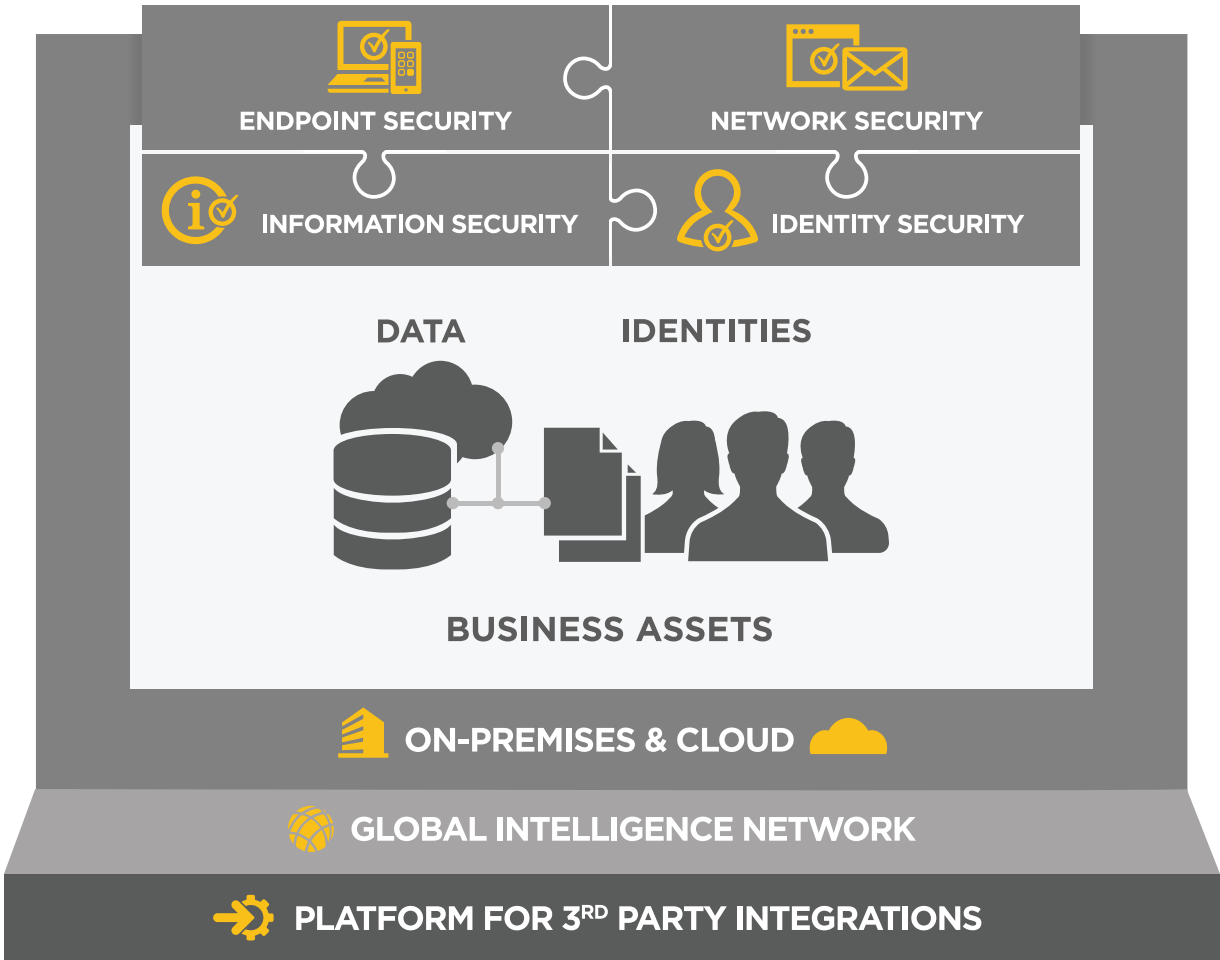 ENDPOINT SECURITY
NETWORK SECURITY
INFORMATION SECURITY
IDENTITY SECURITY
DATA
IDENTITIES
BUSINESS ASSETS
ON-PREMISES & CLOUD
GLOBAL INTELLIGENCE NETWORK
PLATFORM FOR 3RD PARTY INTEGRATIONS